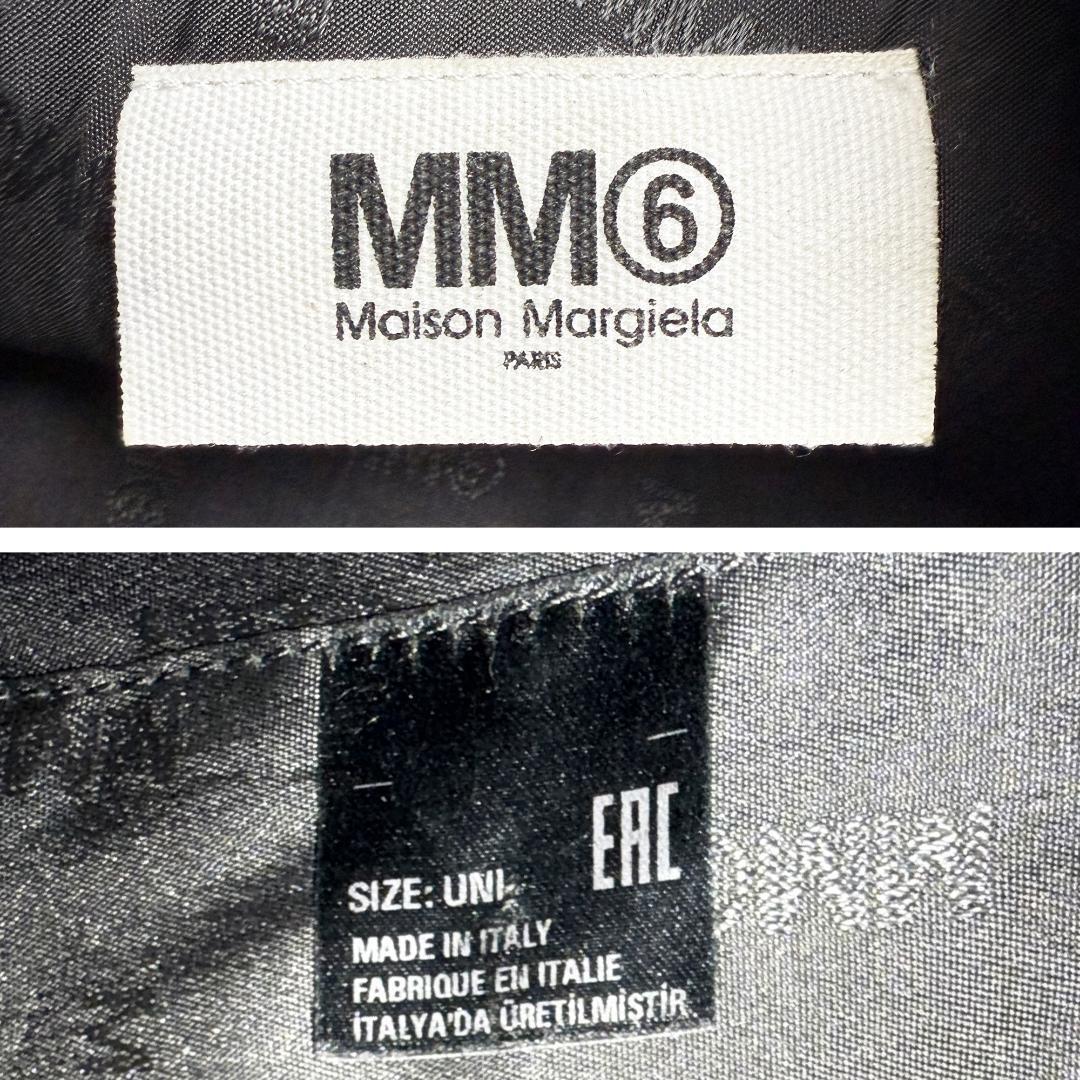 MM⑥
Maison Margiela
PARIS
EAC
SIZE: UNI
MADE IN ITALY
FABRIQUE EN ITALIE
İTALYA'DA ÜRETİLMİŞTİR